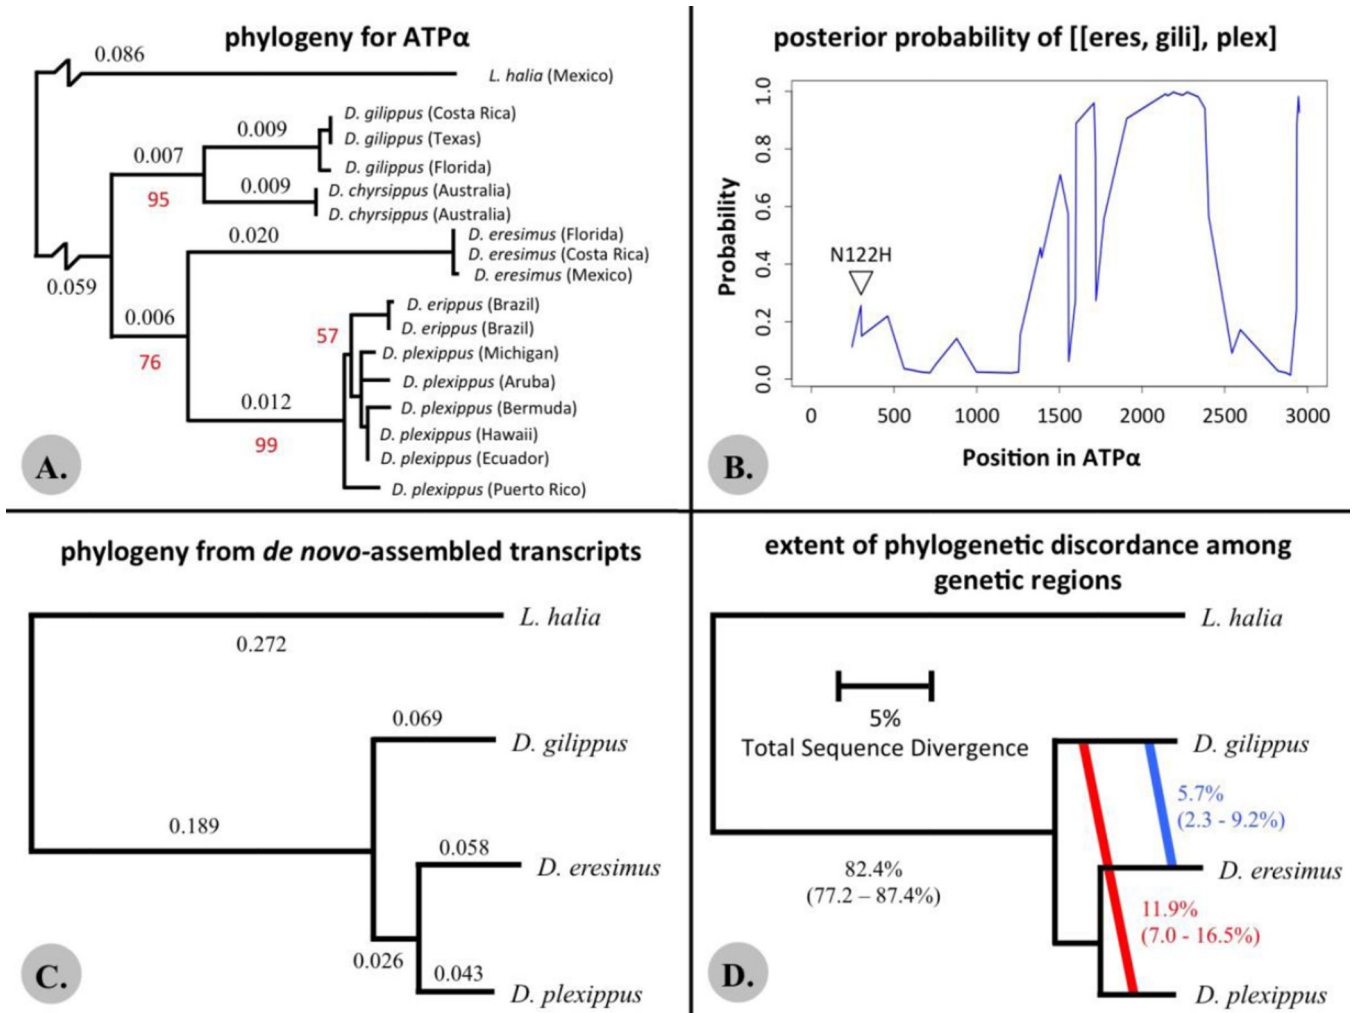 phylogeny for ATPα
0.086
L. halia (Mexico)
D. gilippus (Costa Rica)
0.009
D. gilippus (Texas)
0.007
D. gilippus (Florida)
0.009
D. chyrsippus (Australia)
95
D. chyrsippus (Australia)
0.020
D. eresimus (Florida)
D. eresimus (Costa Rica)
D. eresimus (Mexico)
0.059
D. erippus (Brazil)
0.006
D. erippus (Brazil)
57
D. plexippus (Michigan)
76
D. plexippus (Aruba)
0.012
D. plexippus (Bermuda)
D. plexippus (Hawaii)
99
D. plexippus (Ecuador)
D. plexippus (Puerto Rico)
A.
posterior probability of [[eres, gili], plex]
1.0
0.8
0.6
0.4
0.2
0.0
Probability
N122H
0
500
1000
1500
2000
2500
3000
Position in ATPα
B.
phylogeny from de novo-assembled transcripts
L. halia
0.272
0.069
D. gilippus
0.189
0.058
D. eresimus
0.026
0.043
D. plexippus
C.
extent of phylogenetic discordance among
genetic regions
L. halia
5%
Total Sequence Divergence
D. gilippus
5.7%
(2.3 - 9.2%)
82.4%
(77.2 – 87.4%)
D. eresimus
11.9%
(7.0 - 16.5%)
D. plexippus
D.